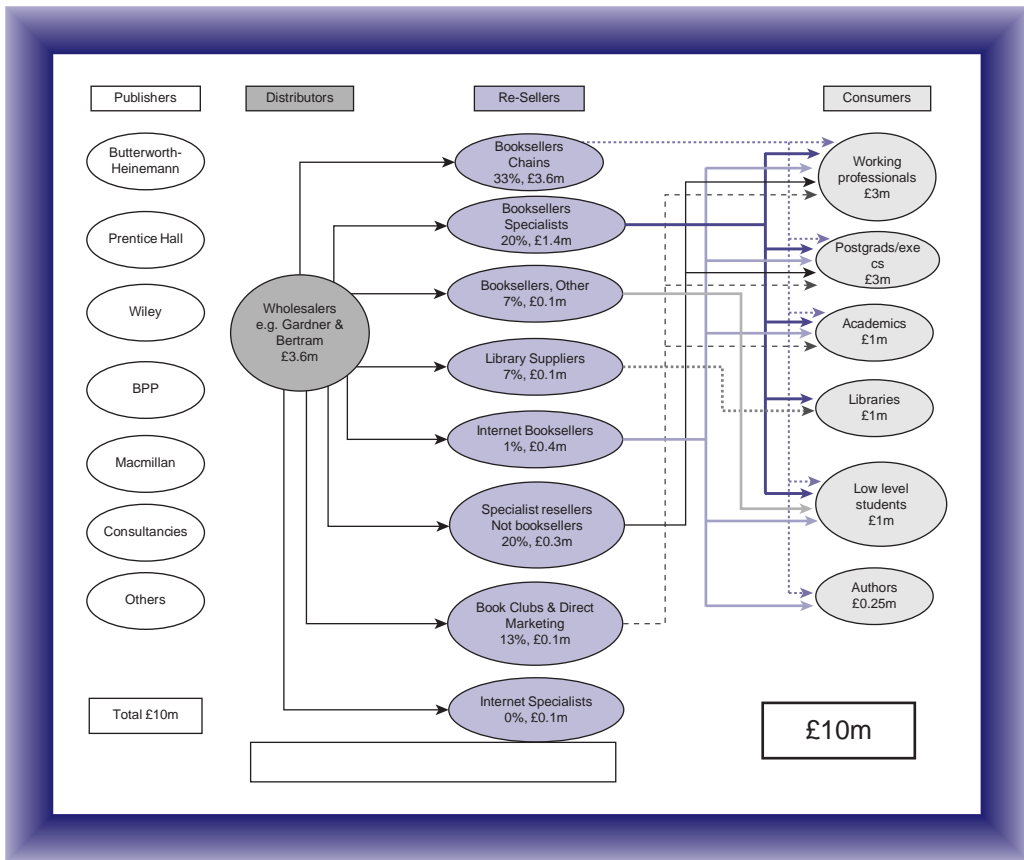 Publishers
Distributors
Re-Sellers
Consumers
Butterworth-
Heinemann
Prentice Hall
Wiley
BPP
Macmillan
Consultancies
Others
Total £10m
Wholesalers
e.g. Gardner &
Bertram
£3.6m
Booksellers
Chains
33%, £3.6m
Booksellers
Specialists
20%, £1.4m
Booksellers, Other
7%, £0.1m
Library Suppliers
7%, £0.1m
Internet Booksellers
1%, £0.4m
Specialist resellers
Not booksellers
20%, £0.3m
Book Clubs & Direct
Marketing
13%, £0.1m
Internet Specialists
0%, £0.1m
Working
professionals
£3m
Postgrads/exe
cs
£3m
Academics
£1m
Libraries
£1m
Low level
students
£1m
Authors
£0.25m
£10m